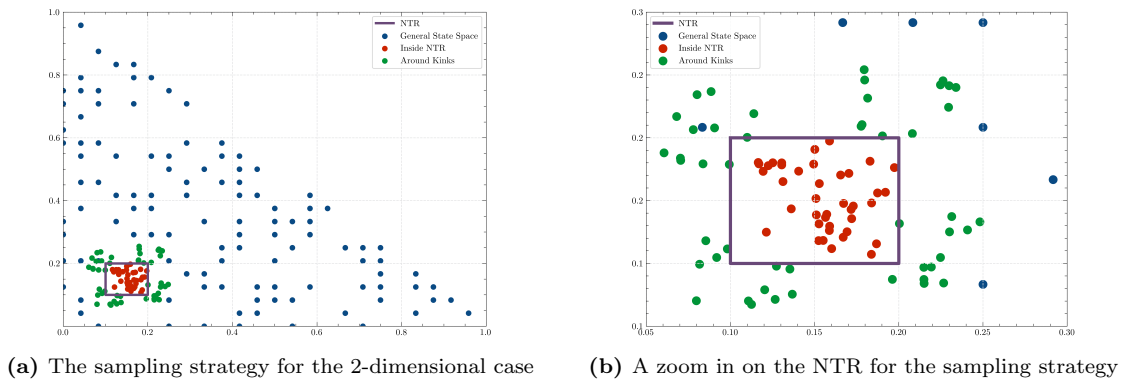 1.0
0.8
0.6
0.4
0.2
0.0
0.2
0.4
0.6
0.8
1.0
NTR
General State Space
Inside NTR
Around Kinks
0.3
0.2
0.2
0.2
0.1
0.1
0.05
0.10
0.15
0.20
0.25
0.30
NTR
General State Space
Inside NTR
Around Kinks
(a) The sampling strategy for the 2-dimensional case
(b) A zoom in on the NTR for the sampling strategy